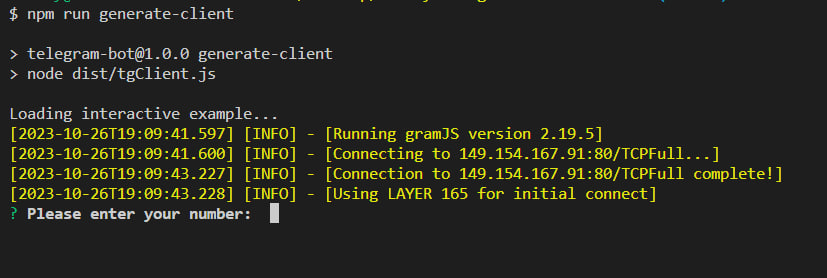 $ npm run generate-client
> telegram-bot@1.0.0 generate-client
> node dist/tgClient.js
Loading interactive example...
[2023-10-26T19:09:41.597] [INFO] - [Running gramJS version 2.19.5]
[2023-10-26T19:09:41.600] [INFO] - [Connecting to 149.154.167.91:80/TCPFull...]
[2023-10-26T19:09:43.227] [INFO] - [Connection to 149.154.167.91:80/TCPFull complete!]
[2023-10-26T19:09:43.228] [INFO] - [Using LAYER 165 for initial connect]
? Please enter your number: